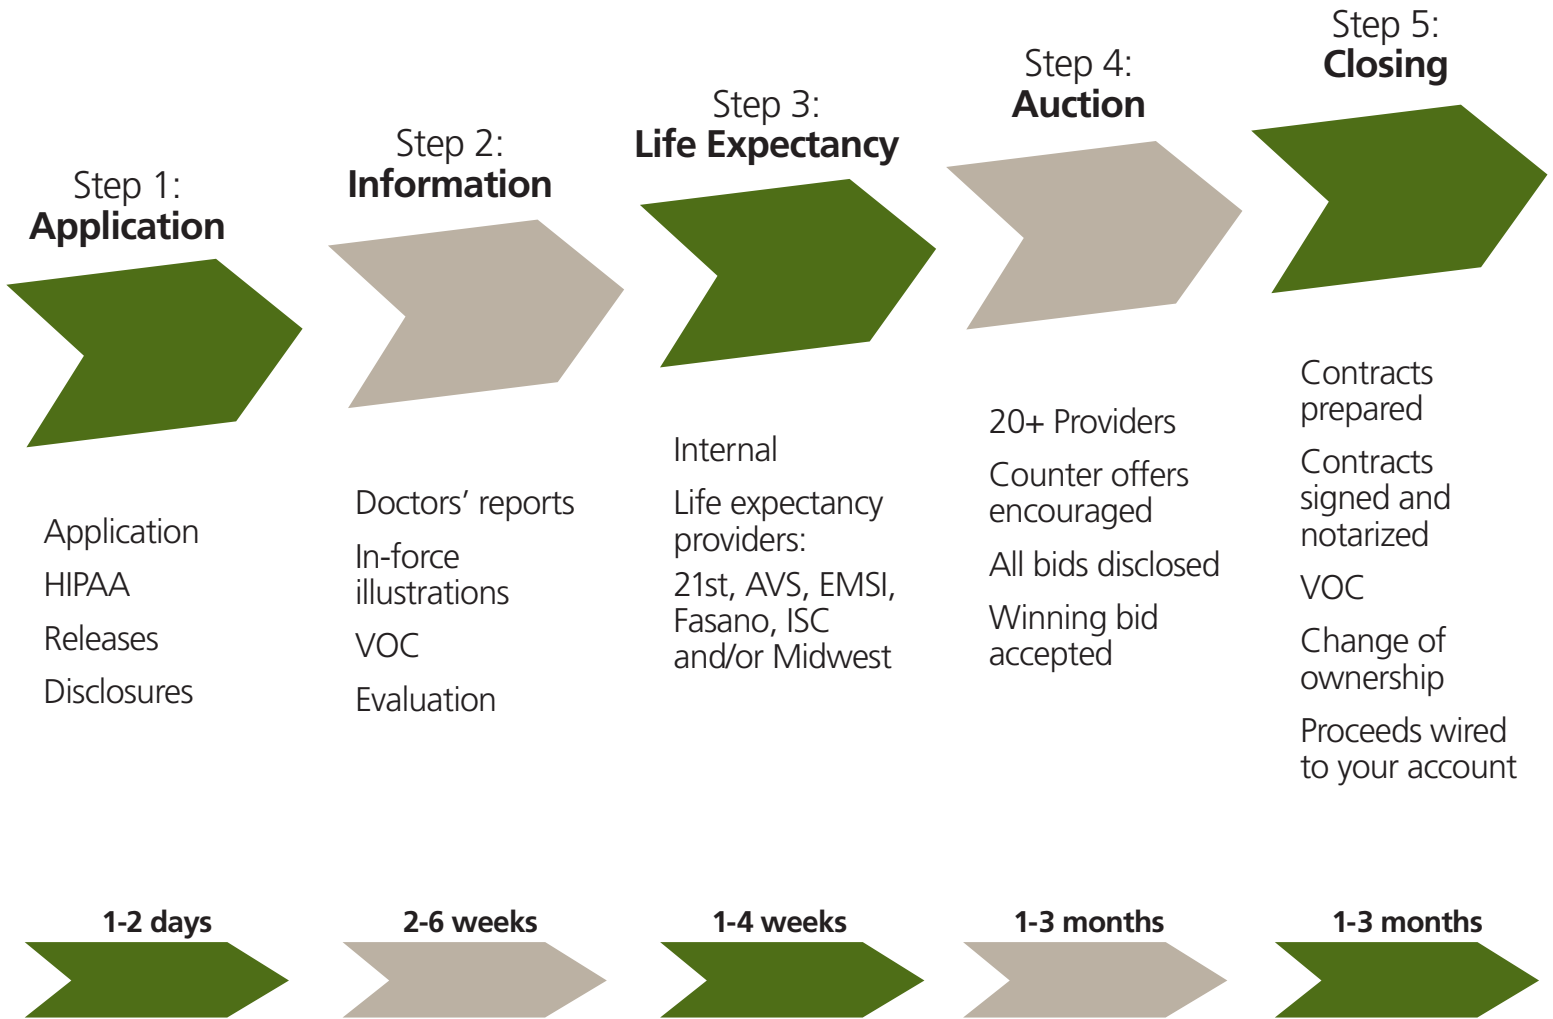 Step 1:
Application
Application
HIPAA
Releases
Disclosures
1-2 days
Step 2:
Information
Doctors’ reports
In-force
illustrations
VOC
Evaluation
2-6 weeks
Step 3:
Life Expectancy
Internal
Life expectancy
providers:
21st, AVS, EMSI,
Fasano, ISC
and/or Midwest
1-4 weeks
Step 4:
Auction
20+ Providers
Counter offers
encouraged
All bids disclosed
Winning bid
accepted
1-3 months
Step 5:
Closing
Contracts
prepared
Contracts
signed and
notarized
VOC
Change of
ownership
Proceeds wired
to your account
1-3 months